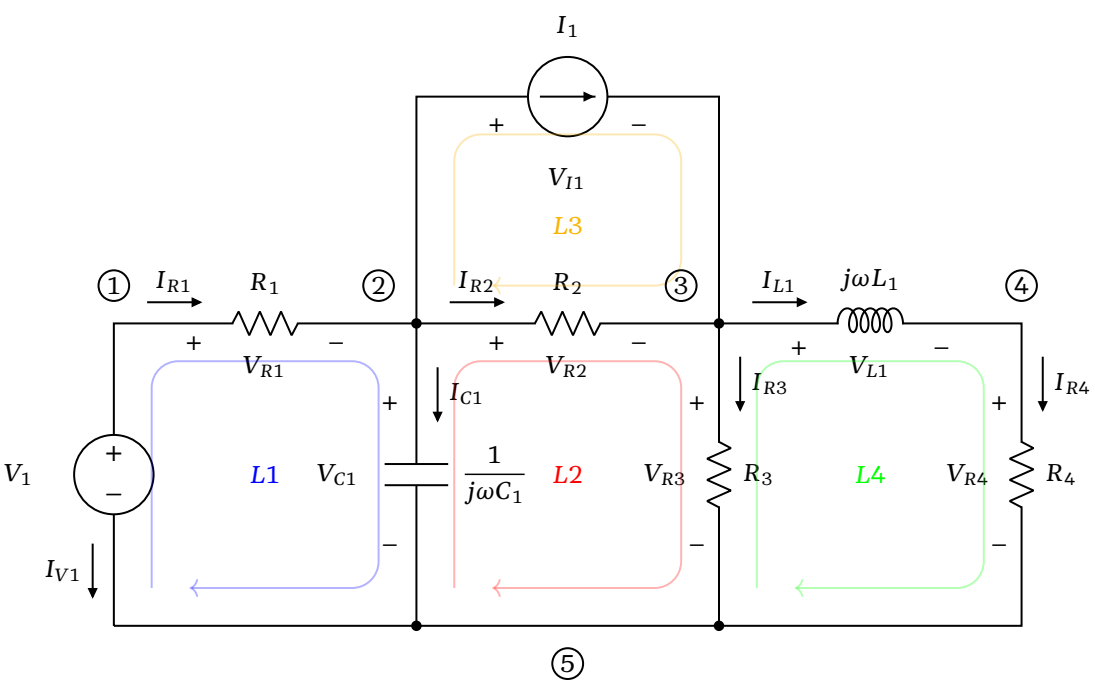 I1
+ −
VI1
L3
1 IR1 R1 2 IR2 R2 3 IL1 jωL1 4
+ − + − + −
VR1 VR2 VL1
IC1 IR3 IR4
+ + +
V1 + − L1 VC1 1/jωC1 L2 VR3 R3 L4 VR4 R4
− − −
IV1
5